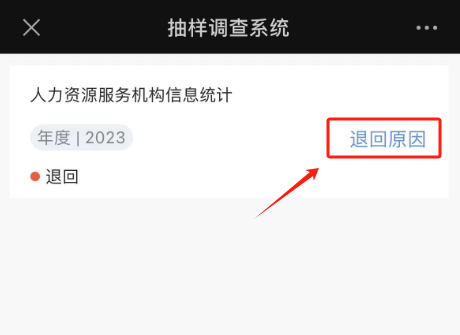 抽样调查系统
人力资源服务机构信息统计
年度 | 2023
退回原因
退回